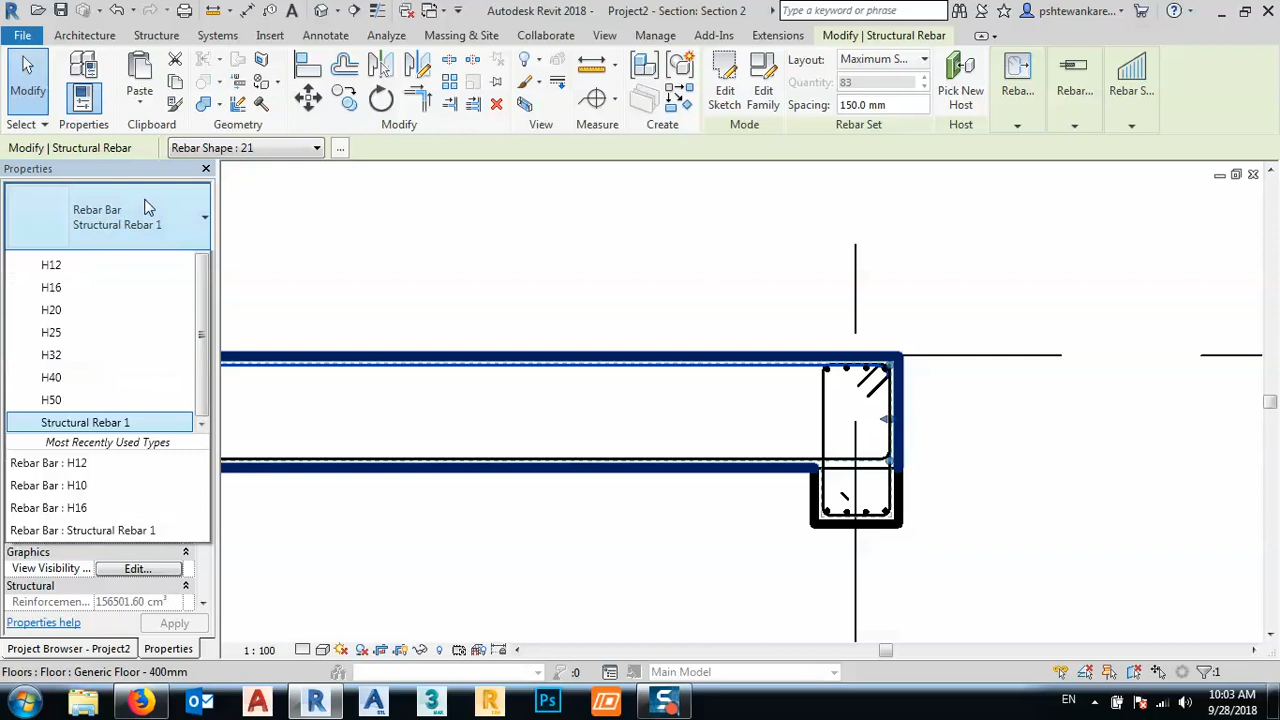 Autodesk Revit 2018 - Project2 - Section: Section 2
Type a keyword or phrase
pshtewankare...
File Architecture Structure Systems Insert Annotate Analyze Massing & Site Collaborate View Manage Add-Ins Extensions Modify | Structural Rebar
Modify
Paste
Edit Sketch
Edit Family
Layout: Maximum S...
Quantity: 83
Spacing: 150.0 mm
Pick New Host
Reba...
Rebar...
Rebar S...
Select Properties Clipboard Geometry Modify View Measure Create Mode Rebar Set Host
Modify | Structural Rebar
Rebar Shape : 21
...
Properties
Rebar Bar
Structural Rebar 1
H12
H16
H20
H25
H32
H40
H50
Structural Rebar 1
Most Recently Used Types
Rebar Bar : H12
Rebar Bar : H10
Rebar Bar : H16
Rebar Bar : Structural Rebar 1
Graphics
View Visibility ... Edit...
Structural
Reinforcemen... 156501.60 cm³
Properties help Apply
Project Browser - Project2 Properties
1 : 100
Floors : Floor : Generic Floor - 400mm
:0
Main Model
:1
EN
10:03 AM
9/28/2018